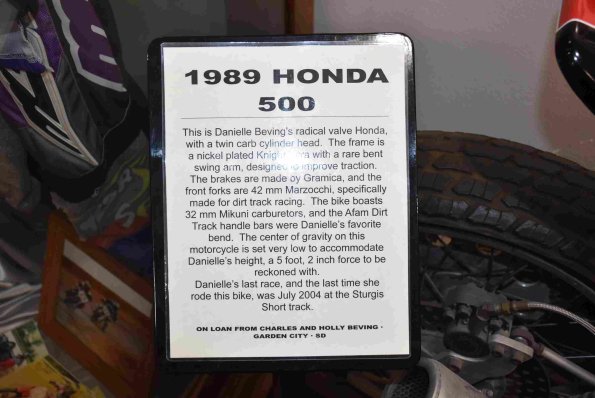 1989 HONDA
500
This is Danielle Beving's radical valve Honda,
with a twin carb cylinder head. The frame is
a nickel plated Knight with a rare bent
swing arm, designed to improve traction.
The brakes are made by Gramica, and the
front forks are 42 mm Marzocchi, specifically
made for dirt track racing. The bike boasts
32 mm Mikuni carburetors, and the Afam Dirt
Track handle bars were Danielle's favorite
bend. The center of gravity on this
motorcycle is set very low to accommodate
Danielle's height, a 5 foot, 2 inch force to be
reckoned with.
Danielle's last race, and the last time she
rode this bike, was July 2004 at the Sturgis
Short track.
ON LOAN FROM CHARLES AND HOLLY BEVING -
GARDEN CITY - SD